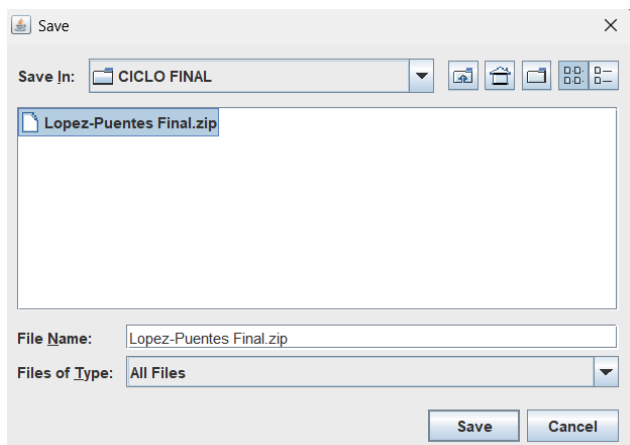 Save
Save In: CICLO FINAL
Lopez-Puentes Final.zip
File Name: Lopez-Puentes Final.zip
Files of Type: All Files
Save Cancel